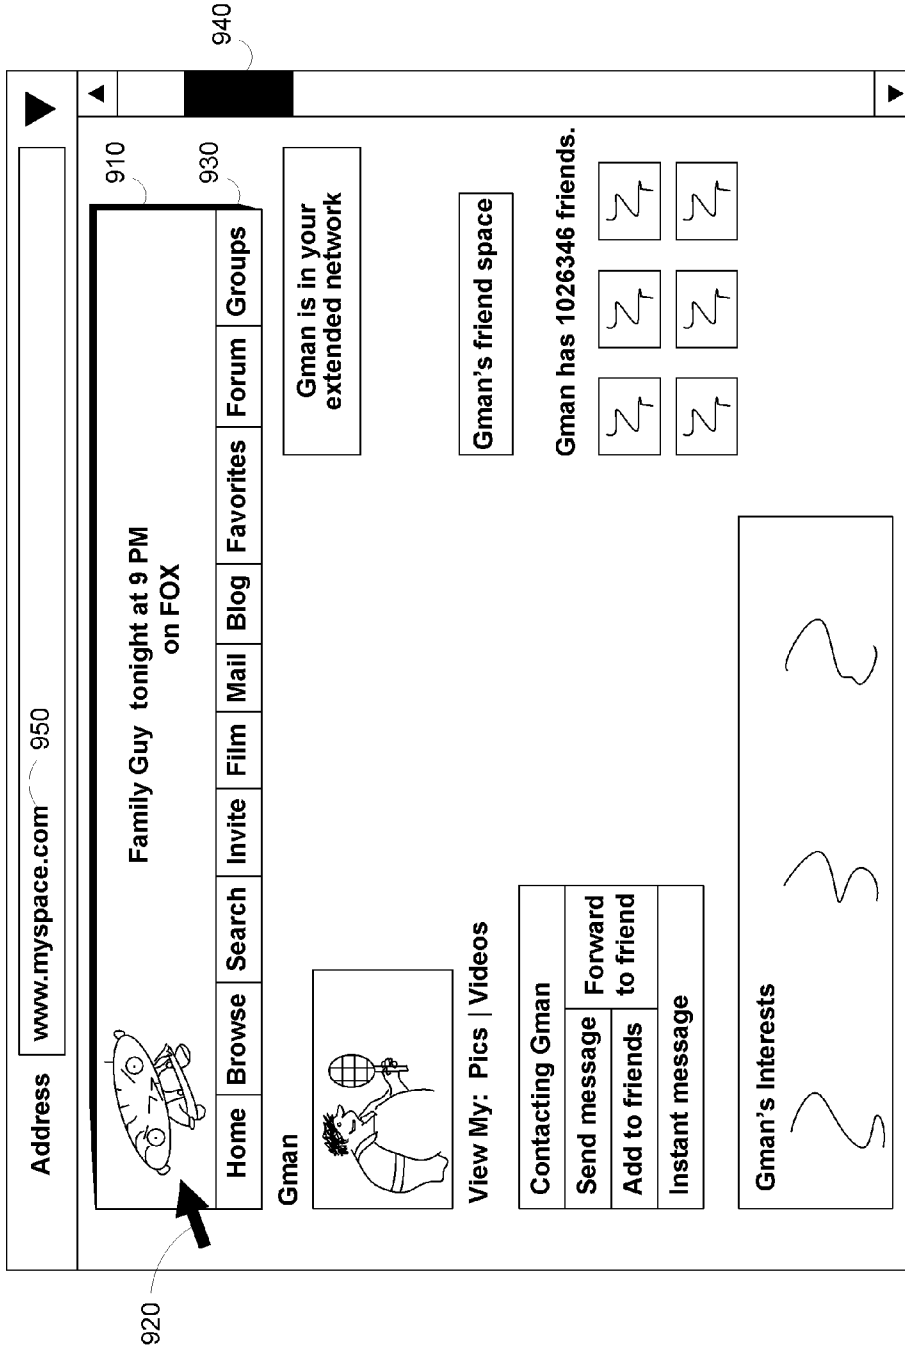 Address www.myspace.com 950
940
910
Family Guy tonight at 9 PM
on FOX
920
930
Home Browse Search Invite Film Mail Blog Favorites Forum Groups
Gman
Gman is in your
extended network
View My: Pics | Videos
Gman's friend space
Contacting Gman
Send message
Forward
to friend
Add to friends
Instant message
Gman has 1026346 friends.
Gman's Interests